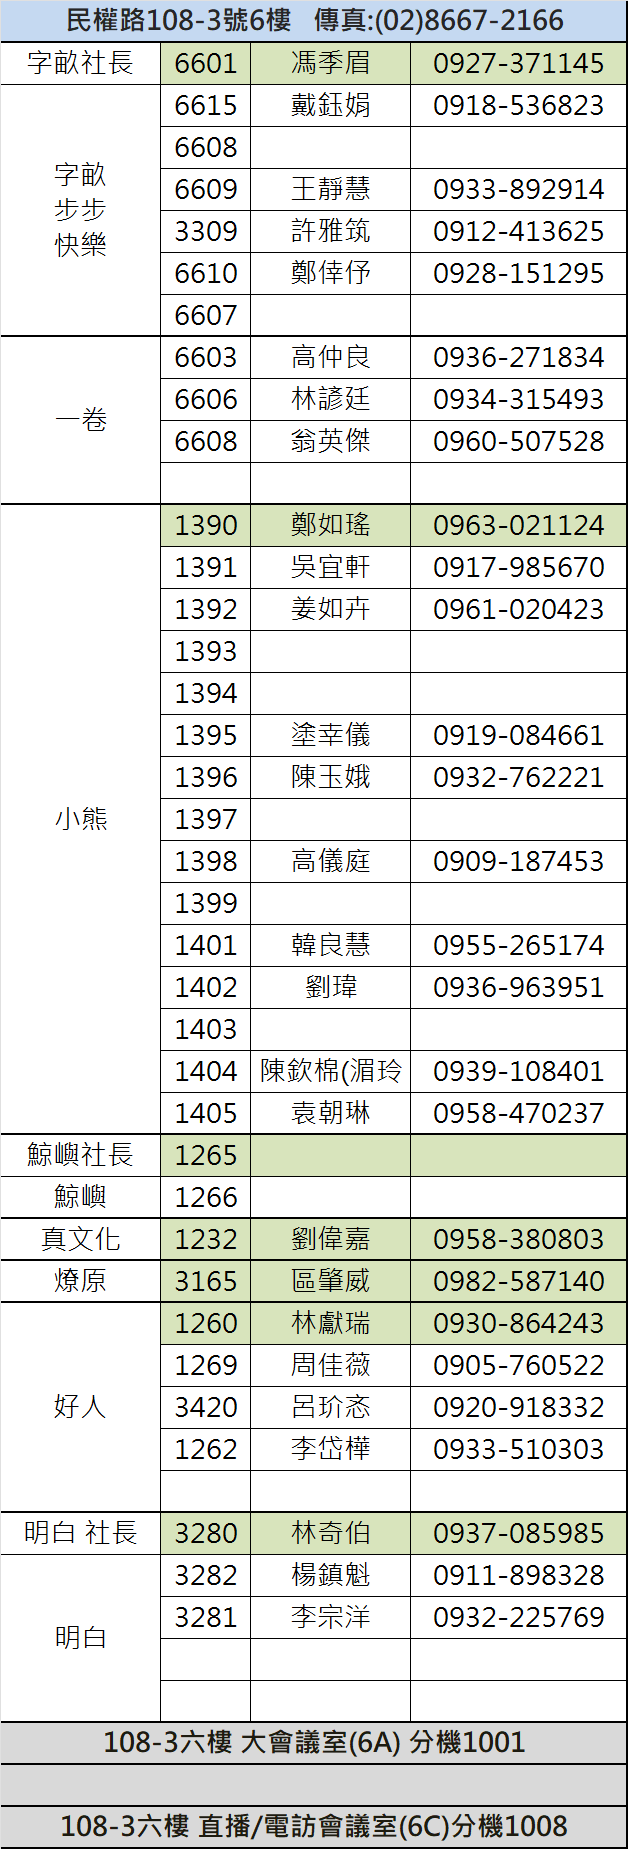 民權路108-3號6樓 傳真:(02)8667-2166
字畝社長 6601 馮季眉 0927-371145
字畝
步步
快樂
6615 戴鈺娟 0918-536823
6608
6609 王靜慧 0933-892914
3309 許雅筑 0912-413625
6610 鄭倖伃 0928-151295
6607
一卷
6603 高仲良 0936-271834
6606 林諺廷 0934-315493
6608 翁英傑 0960-507528
小熊
1390 鄭如瑤 0963-021124
1391 吳宜軒 0917-985670
1392 姜如卉 0961-020423
1393
1394
1395 塗幸儀 0919-084661
1396 陳玉娥 0932-762221
1397
1398 高儀庭 0909-187453
1399
1401 韓良慧 0955-265174
1402 劉瑋 0936-963951
1403
1404 陳欽棉(湄玲 0939-108401
1405 袁朝琳 0958-470237
鯨嶼社長 1265
鯨嶼 1266
真文化 1232 劉偉嘉 0958-380803
燎原 3165 區肇威 0982-587140
好人
1260 林獻瑞 0930-864243
1269 周佳薇 0905-760522
3420 呂玠忞 0920-918332
1262 李岱樺 0933-510303
明白 社長 3280 林奇伯 0937-085985
明白
3282 楊鎮魁 0911-898328
3281 李宗洋 0932-225769
108-3六樓 大會議室(6A) 分機1001
108-3六樓 直播/電訪會議室(6C)分機1008